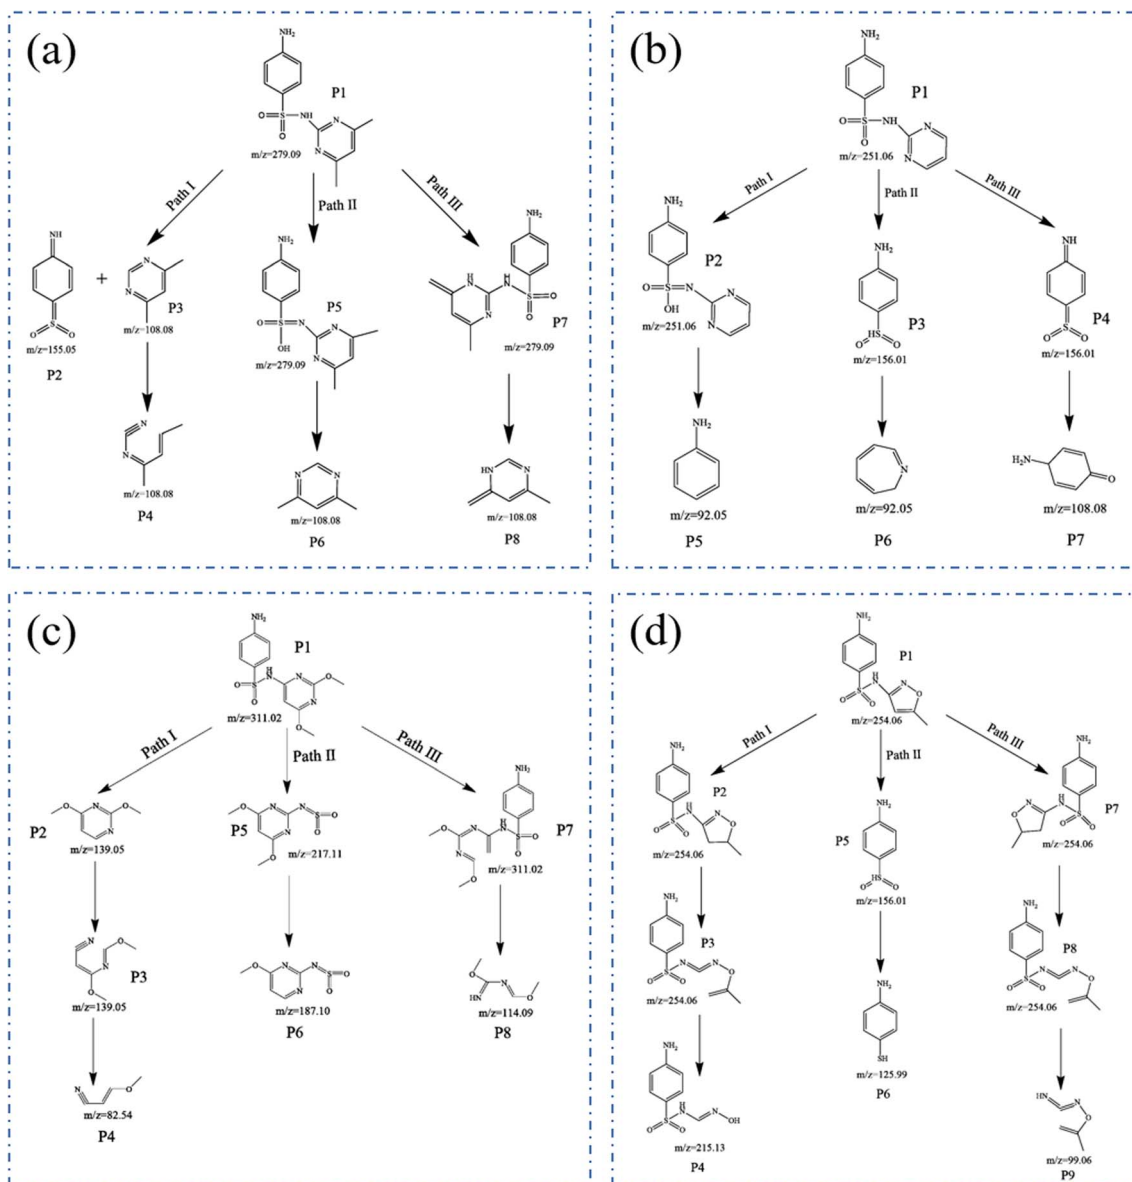 (a)
NH₂
P1
O=S—NH
O
N
N
m/z=279.09
Path I
Path II
Path III
NH
S
O O
m/z=155.05
P2
+
N
N
P3
m/z=108.08
NH₂
P5
O=S=N
OH
N
N
m/z=279.09
NH₂
H
N
H
N
N
S=O
O
P7
m/z=279.09
N
N
m/z=108.08
P4
N
N
m/z=108.08
P6
HN
N
m/z=108.08
P8
(b)
NH₂
P1
O=S—NH
O
N
N
m/z=251.06
Path I
Path II
Path III
NH₂
P2
O=S=N
OH
N
N
m/z=251.06
NH₂
P3
HS
O O
m/z=156.01
NH
P4
S
O O
m/z=156.01
NH₂
m/z=92.05
P5
N
m/z=92.05
P6
H₂N
O
m/z=108.08
P7
(c)
NH₂
P1
H
N
O=S
O
N
O
N
O
m/z=311.02
Path I
Path II
Path III
P2
O
N
O
N
m/z=139.05
P5
O
N
N
S=O
O
N
O
m/z=217.11
NH₂
P7
H
N
S=O
O
N
O
N
O
m/z=311.02
N
O
N
O
P3
m/z=139.05
O
N
N
S=O
O
N
m/z=187.10
P6
O
N
HN
O
m/z=114.09
P8
N
O
m/z=82.54
P4
(d)
NH₂
P1
H
N
N
O
S
O O
m/z=254.06
Path I
Path II
Path III
NH₂
P2
H
N
N
O
S
O O
m/z=254.06
NH₂
P5
HS
O O
m/z=156.01
NH₂
P7
H
N
N
O
S
O O
m/z=254.06
NH₂
P3
S
N
N
O
O O
m/z=254.06
NH₂
P6
SH
m/z=125.99
NH₂
P8
S
N
N
O
O O
m/z=254.06
NH₂
H
N
N
OH
S
O O
m/z=215.13
P4
HN
N
O
m/z=99.06
P9